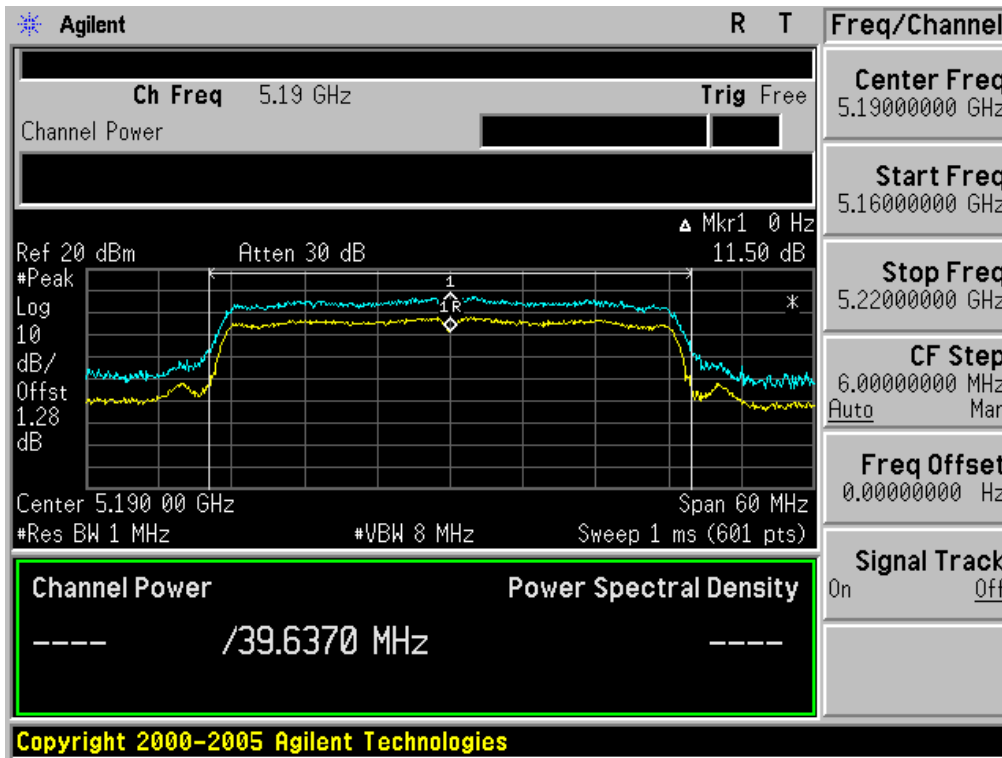 Agilent
R T
Freq/Channel
Ch Freq 5.19 GHz
Trig Free
Channel Power
Center Freq
5.19000000 GHz
Start Freq
5.16000000 GHz
Stop Freq
5.22000000 GHz
CF Step
6.00000000 MHz
Auto Man
Freq Offset
0.00000000 Hz
Signal Track
On Off
Mkr1 0 Hz
11.50 dB
Ref 20 dBm
Atten 30 dB
#Peak
Log
10
dB/
Offst
1.28
dB
1
1R
*
Center 5.190 00 GHz
Span 60 MHz
#Res BW 1 MHz
#VBW 8 MHz
Sweep 1 ms (601 pts)
Channel Power
Power Spectral Density
---- /39.6370 MHz
----
Copyright 2000-2005 Agilent Technologies